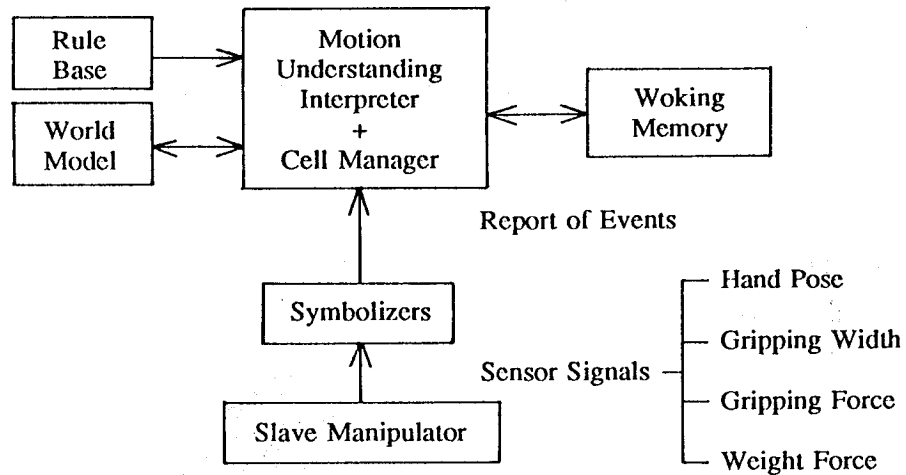 Rule
Base
World
Model
Motion
Understanding
Interpreter
+
Cell Manager
Woking
Memory
Report of Events
Symbolizers
Slave Manipulator
Sensor Signals
Hand Pose
Gripping Width
Gripping Force
Weight Force